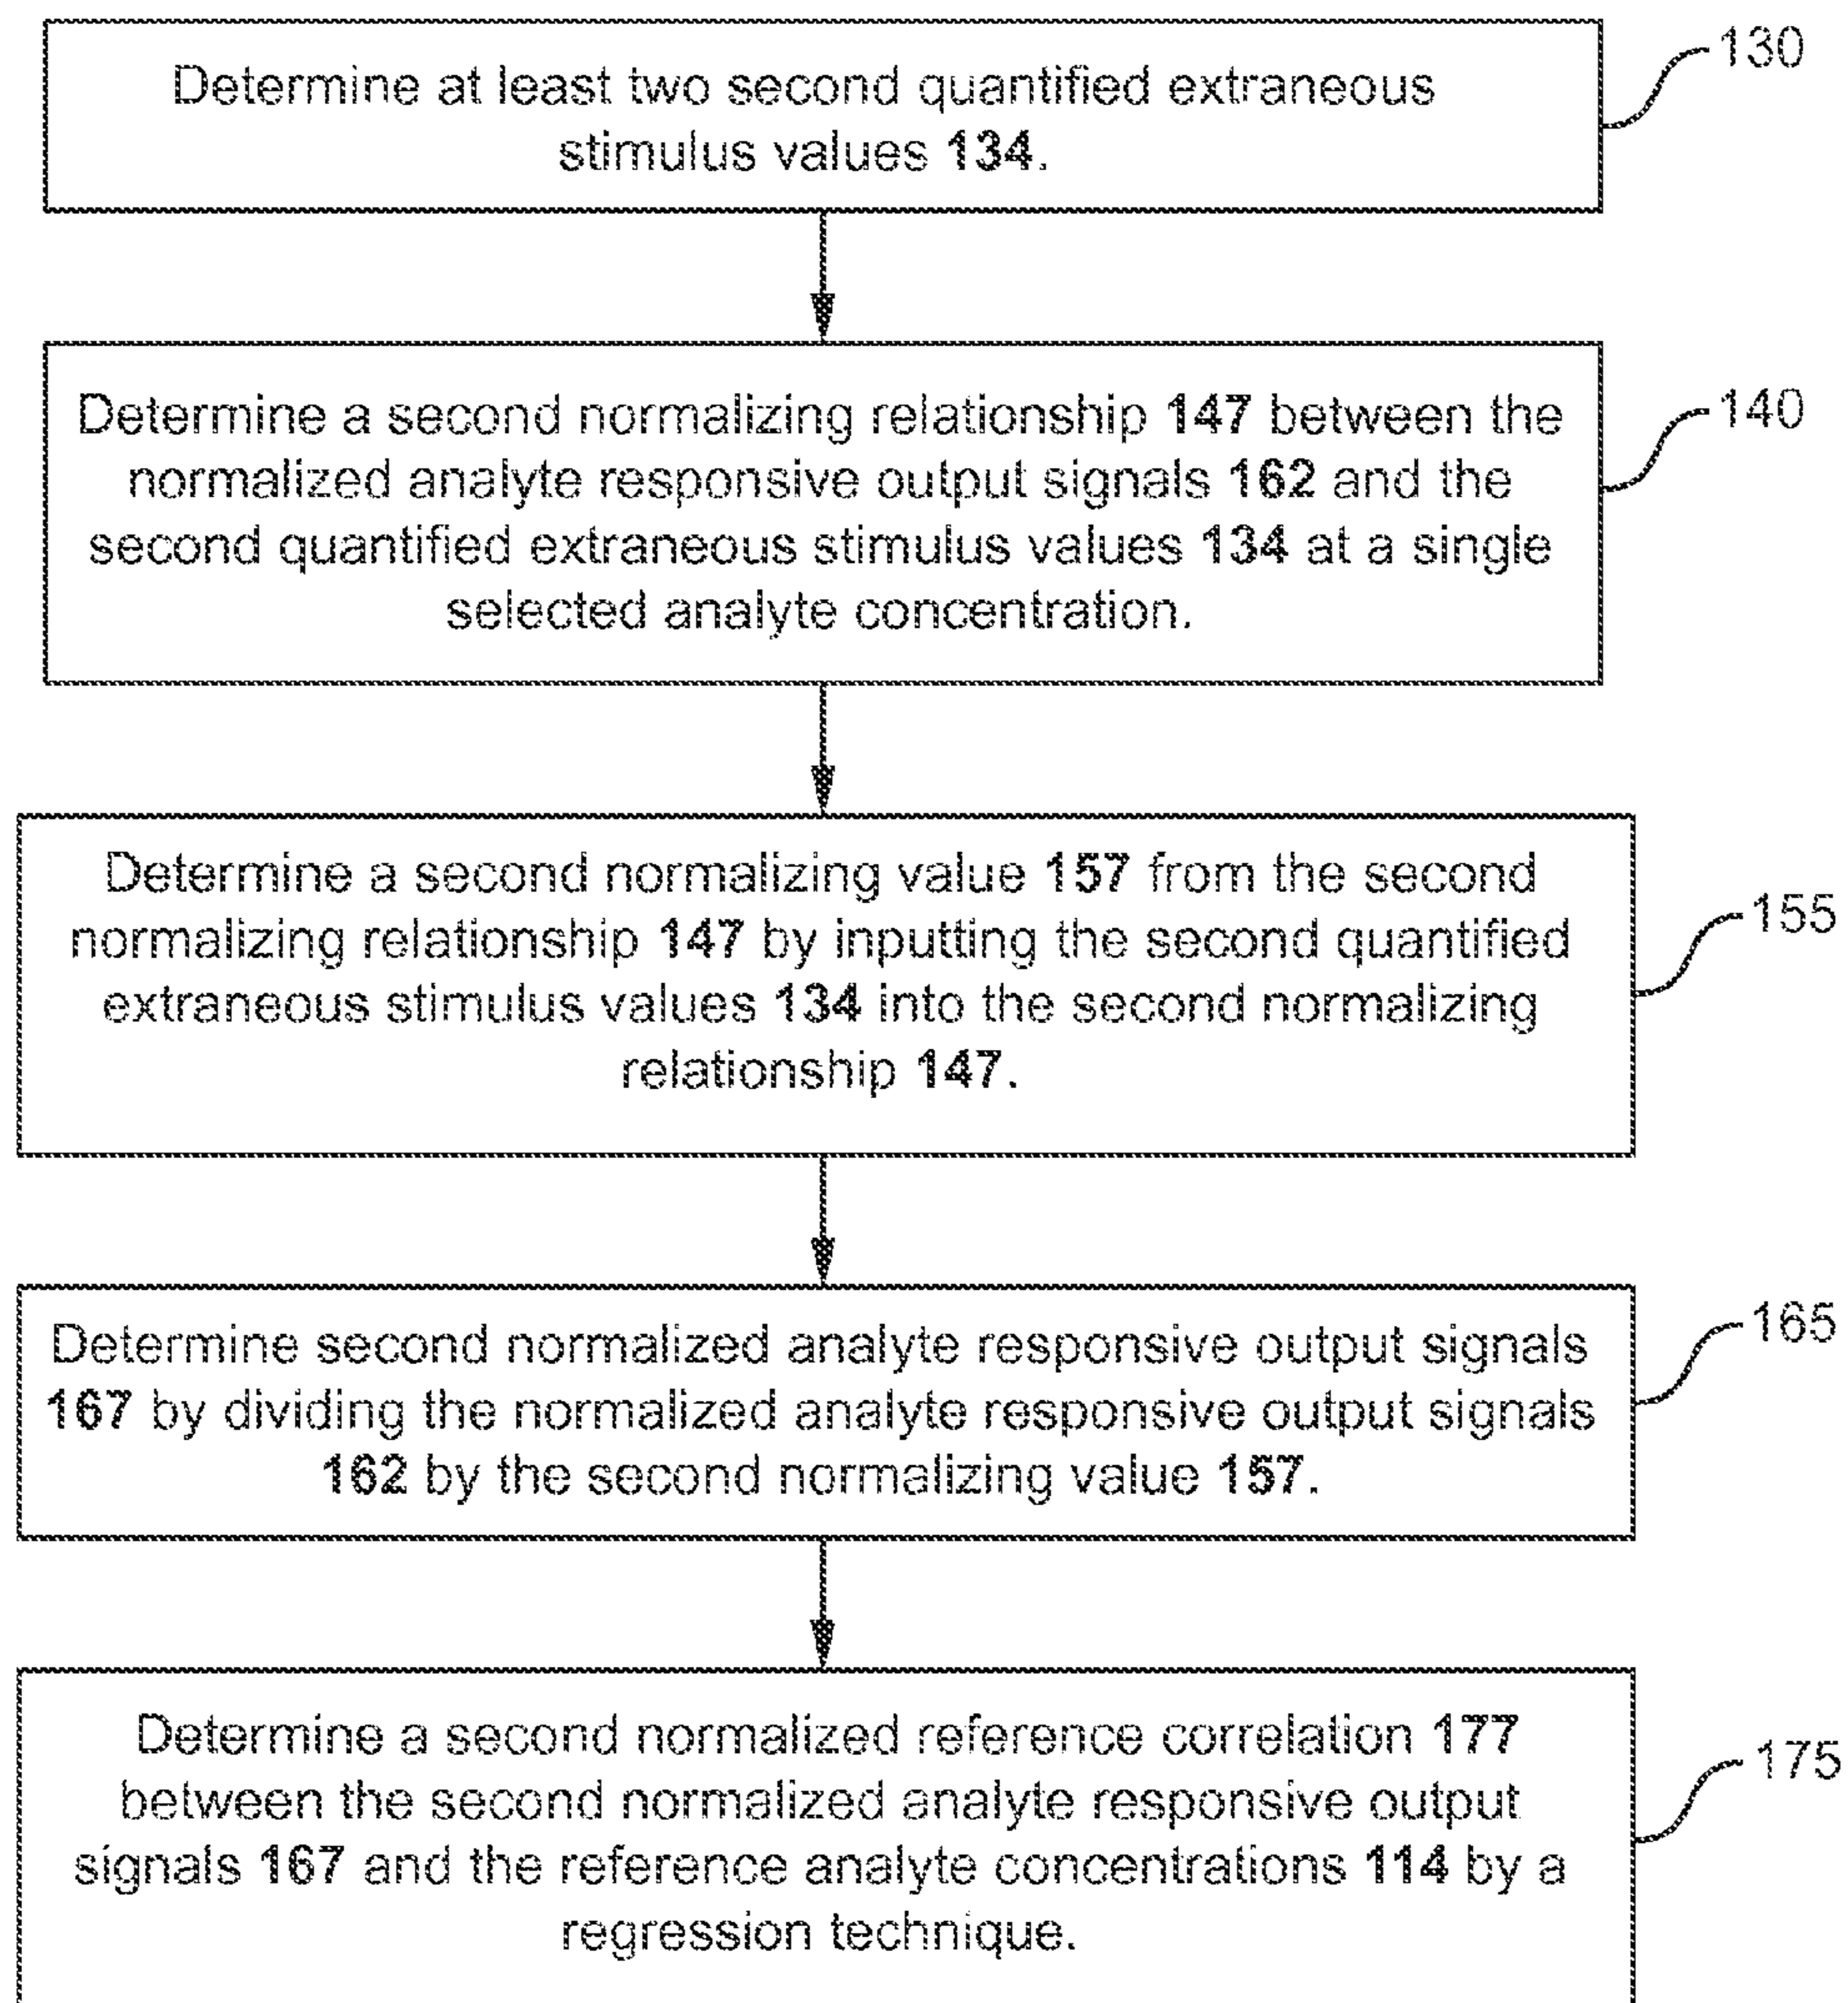 Determine at least two second quantified extraneous
stimulus values 134.
130
Determine a second normalizing relationship 147 between the
normalized analyte responsive output signals 162 and the
second quantified extraneous stimulus values 134 at a single
selected analyte concentration.
140
Determine a second normalizing value 157 from the second
normalizing relationship 147 by inputting the second quantified
extraneous stimulus values 134 into the second normalizing
relationship 147.
155
Determine second normalized analyte responsive output signals
167 by dividing the normalized analyte responsive output signals
162 by the second normalizing value 157.
165
Determine a second normalized reference correlation 177
between the second normalized analyte responsive output
signals 167 and the reference analyte concentrations 114 by a
regression technique.
175